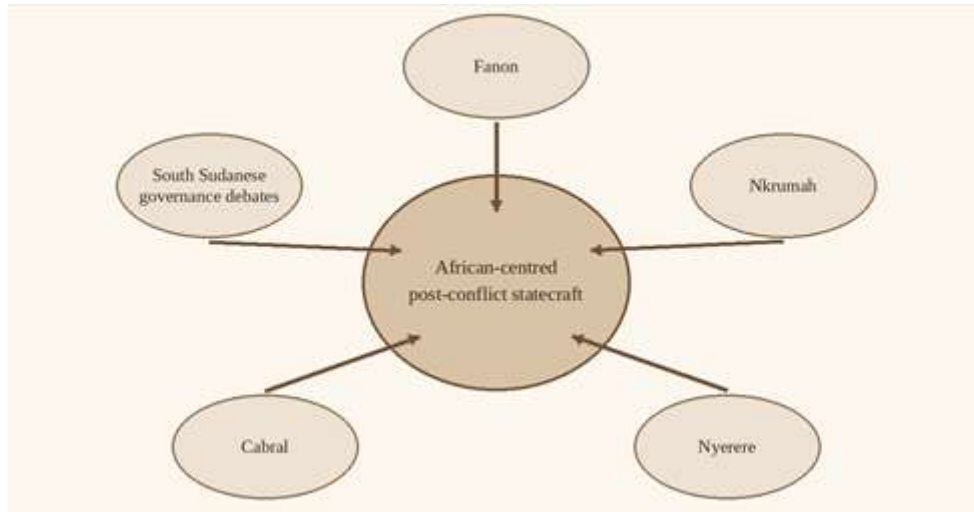 Fanon
South Sudanese
governance debates
Nkrumah
African-centred
post-conflict statecraft
Cabral
Nyerere